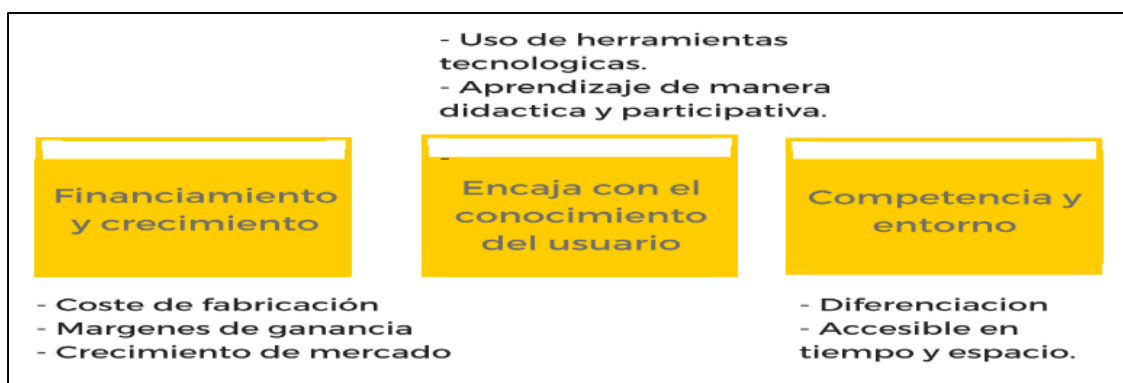 - Uso de herramientas
tecnologicas.
- Aprendizaje de manera
didactica y participativa.
-
Financiamiento
y crecimiento
Encaja con el
conocimiento
del usuario
Competencia y
entorno
- Coste de fabricación
- Margenes de ganancia
- Crecimiento de mercado
- Diferenciacion
- Accesible en
tiempo y espacio.